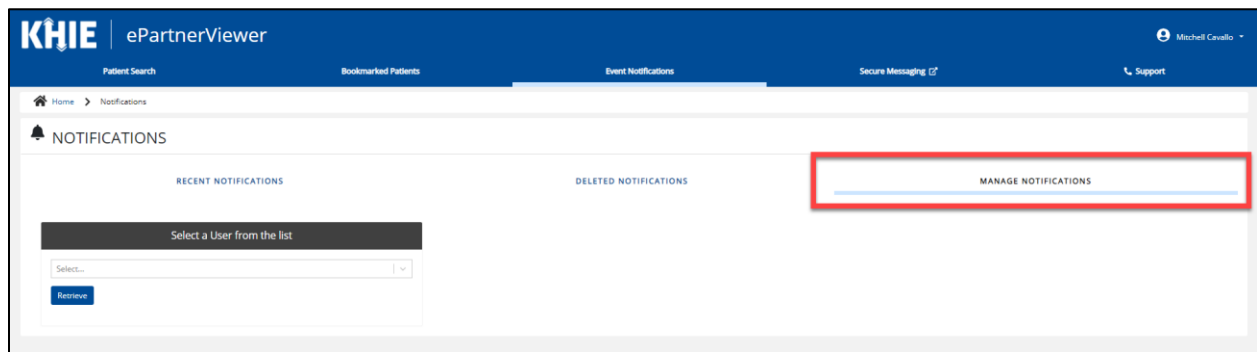 KHIE ePartnerViewer
Mitchell Cavallo
Patient Search Bookmarked Patients Event Notifications Secure Messaging Support
Home Notifications
NOTIFICATIONS
RECENT NOTIFICATIONS DELETED NOTIFICATIONS MANAGE NOTIFICATIONS
Select a User from the list
Select...
Retrieve